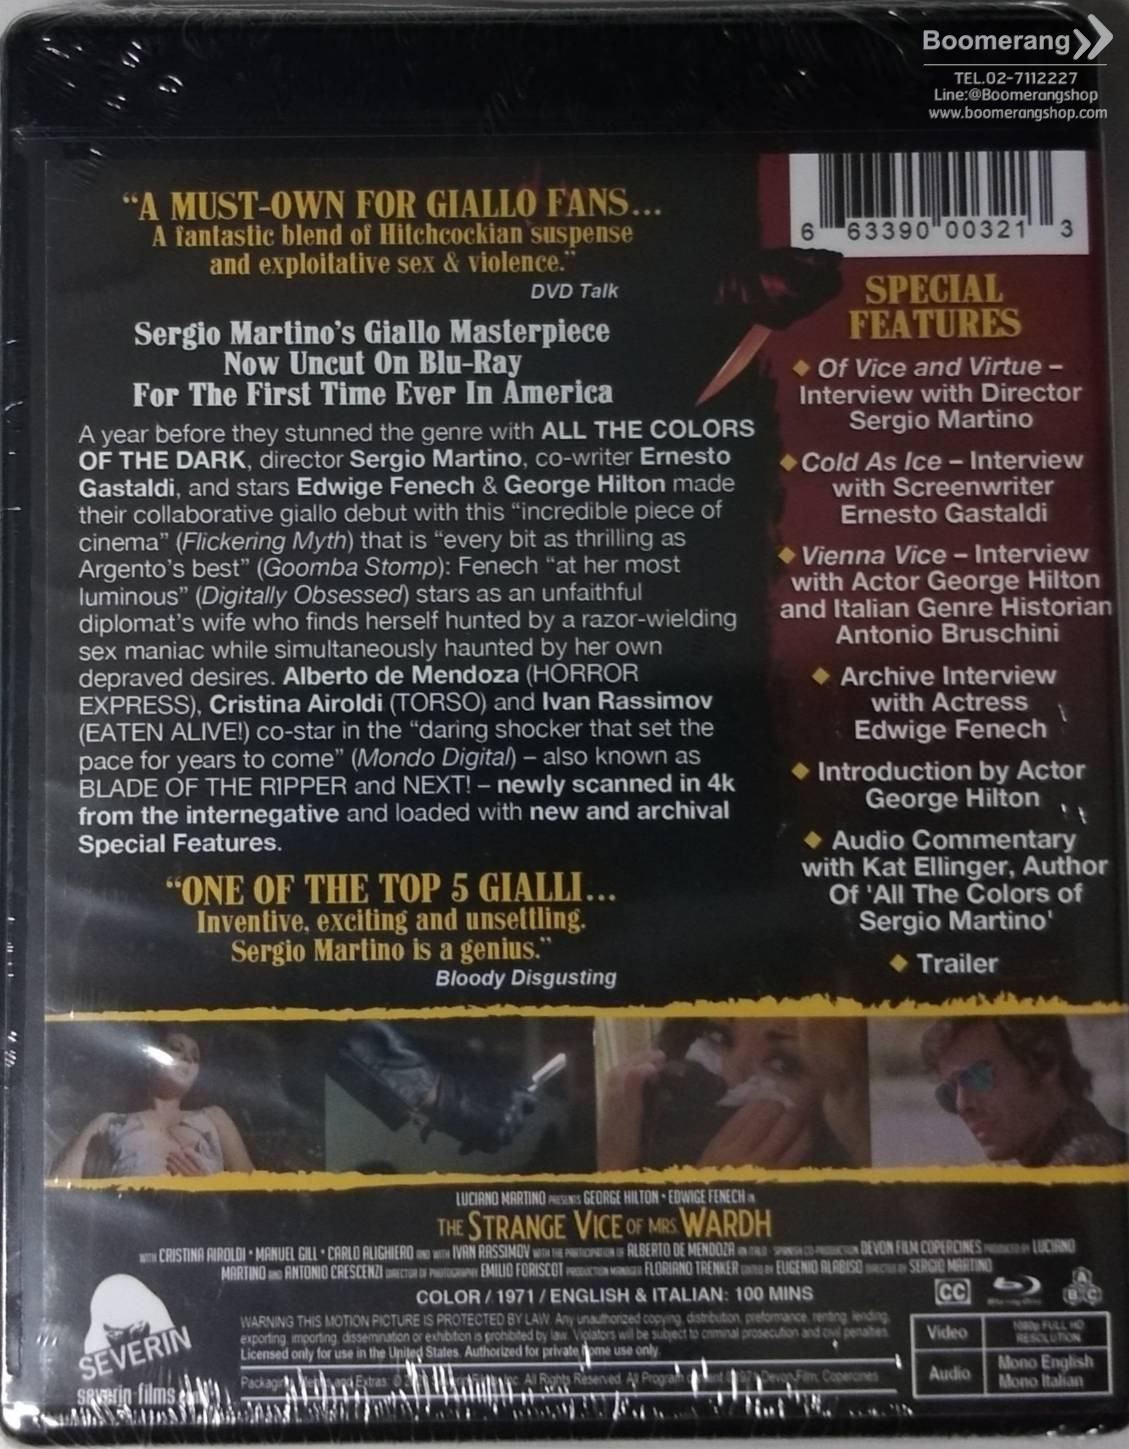 Boomerang
TEL.02-7112227
Line:@Boomerangshop
www.boomerangshop.com
6 63390 00321 3
"A MUST-OWN FOR GIALLO FANS...
A fantastic blend of Hitchcockian suspense
and exploitative sex & violence."
DVD Talk
Sergio Martino's Giallo Masterpiece
Now Uncut On Blu-Ray
For The First Time Ever In America
A year before they stunned the genre with ALL THE COLORS
OF THE DARK, director Sergio Martino, co-writer Ernesto
Gastaldi, and stars Edwige Fenech & George Hilton made
their collaborative giallo debut with this "incredible piece of
cinema" (Flickering Myth) that is "every bit as thrilling as
Argento's best" (Goomba Stomp): Fenech "at her most
luminous" (Digitally Obsessed) stars as an unfaithful
diplomat's wife who finds herself hunted by a razor-wielding
sex maniac while simultaneously haunted by her own
depraved desires. Alberto de Mendoza (HORROR
EXPRESS), Cristina Airoldi (TORSO) and Ivan Rassimov
(EATEN ALIVE!) co-star in the "daring shocker that set the
pace for years to come" (Mondo Digital) – also known as
BLADE OF THE RIPPER and NEXT! – newly scanned in 4k
from the internegative and loaded with new and archival
Special Features.
"ONE OF THE TOP 5 GIALLI...
Inventive, exciting and unsettling.
Sergio Martino is a genius."
Bloody Disgusting
SPECIAL
FEATURES
Of Vice and Virtue –
Interview with Director
Sergio Martino
Cold As Ice – Interview
with Screenwriter
Ernesto Gastaldi
Vienna Vice – Interview
with Actor George Hilton
and Italian Genre Historian
Antonio Bruschini
Archive Interview
with Actress
Edwige Fenech
Introduction by Actor
George Hilton
Audio Commentary
with Kat Ellinger, Author
Of 'All The Colors of
Sergio Martino'
Trailer
LUCIANO MARTINO PRESENTS GEORGE HILTON • EDWIGE FENECH IN
THE STRANGE VICE OF MRS. WARDH
WITH CRISTINA AIROLDI • MANUEL GILL • CARLO ALIGHIERO AND WITH IVAN RASSIMOV WITH THE PARTICIPATION OF ALBERTO DE MENDOZA AN ITALO SPANISH CO-PRODUCTION DEVON FILM COPERCINES PRODUCED BY LUCIANO
MARTINO AND ANTONIO CRESCENZI DIRECTOR OF PHOTOGRAPHY EMILIO FORISCOT PRODUCTION MANAGER FLORIANO TRENKER EDITED BY EUGENIO ALABISO DIRECTED BY SERGIO MARTINO
COLOR / 1971 / ENGLISH & ITALIAN: 100 MINS
WARNING THIS MOTION PICTURE IS PROTECTED BY LAW. Any unauthorized copying, distribution, preformance, renting, lending,
exporting, importing, dissemination or exhibition is prohibited by law. Violators will be subject to criminal prosecution and civil penalties.
Licensed only for use in the United States. Authorized for private home use only.
and Extras: © Inc. All Rights Reserved. All Program Devon Film, Copercines
CC
A B C
Video
1080p FULL HD
RESOLUTION
Audio
Mono English
Mono Italian
SEVERIN
severin films